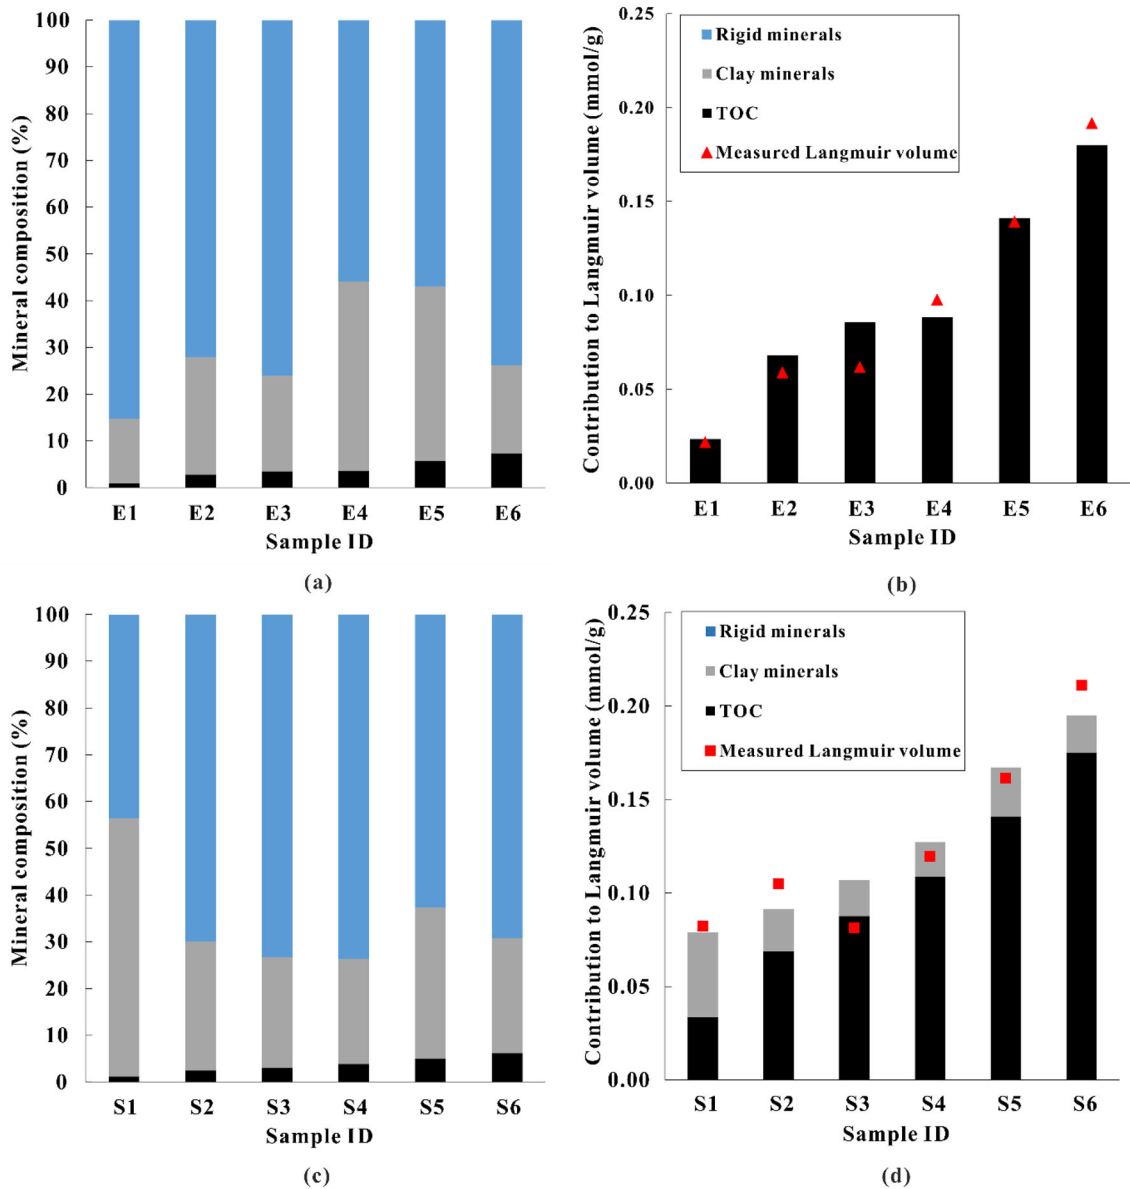 Mineral composition (%)
100
90
80
70
60
50
40
30
20
10
0
E1 E2 E3 E4 E5 E6
Sample ID
(a)
Contribution to Langmuir volume (mmol/g)
0.25
0.20
0.15
0.10
0.05
0.00
Rigid minerals
Clay minerals
TOC
Measured Langmuir volume
E1 E2 E3 E4 E5 E6
Sample ID
(b)
Mineral composition (%)
100
90
80
70
60
50
40
30
20
10
0
S1 S2 S3 S4 S5 S6
Sample ID
(c)
Contribution to Langmuir volume (mmol/g)
0.25
0.20
0.15
0.10
0.05
0.00
Rigid minerals
Clay minerals
TOC
Measured Langmuir volume
S1 S2 S3 S4 S5 S6
Sample ID
(d)